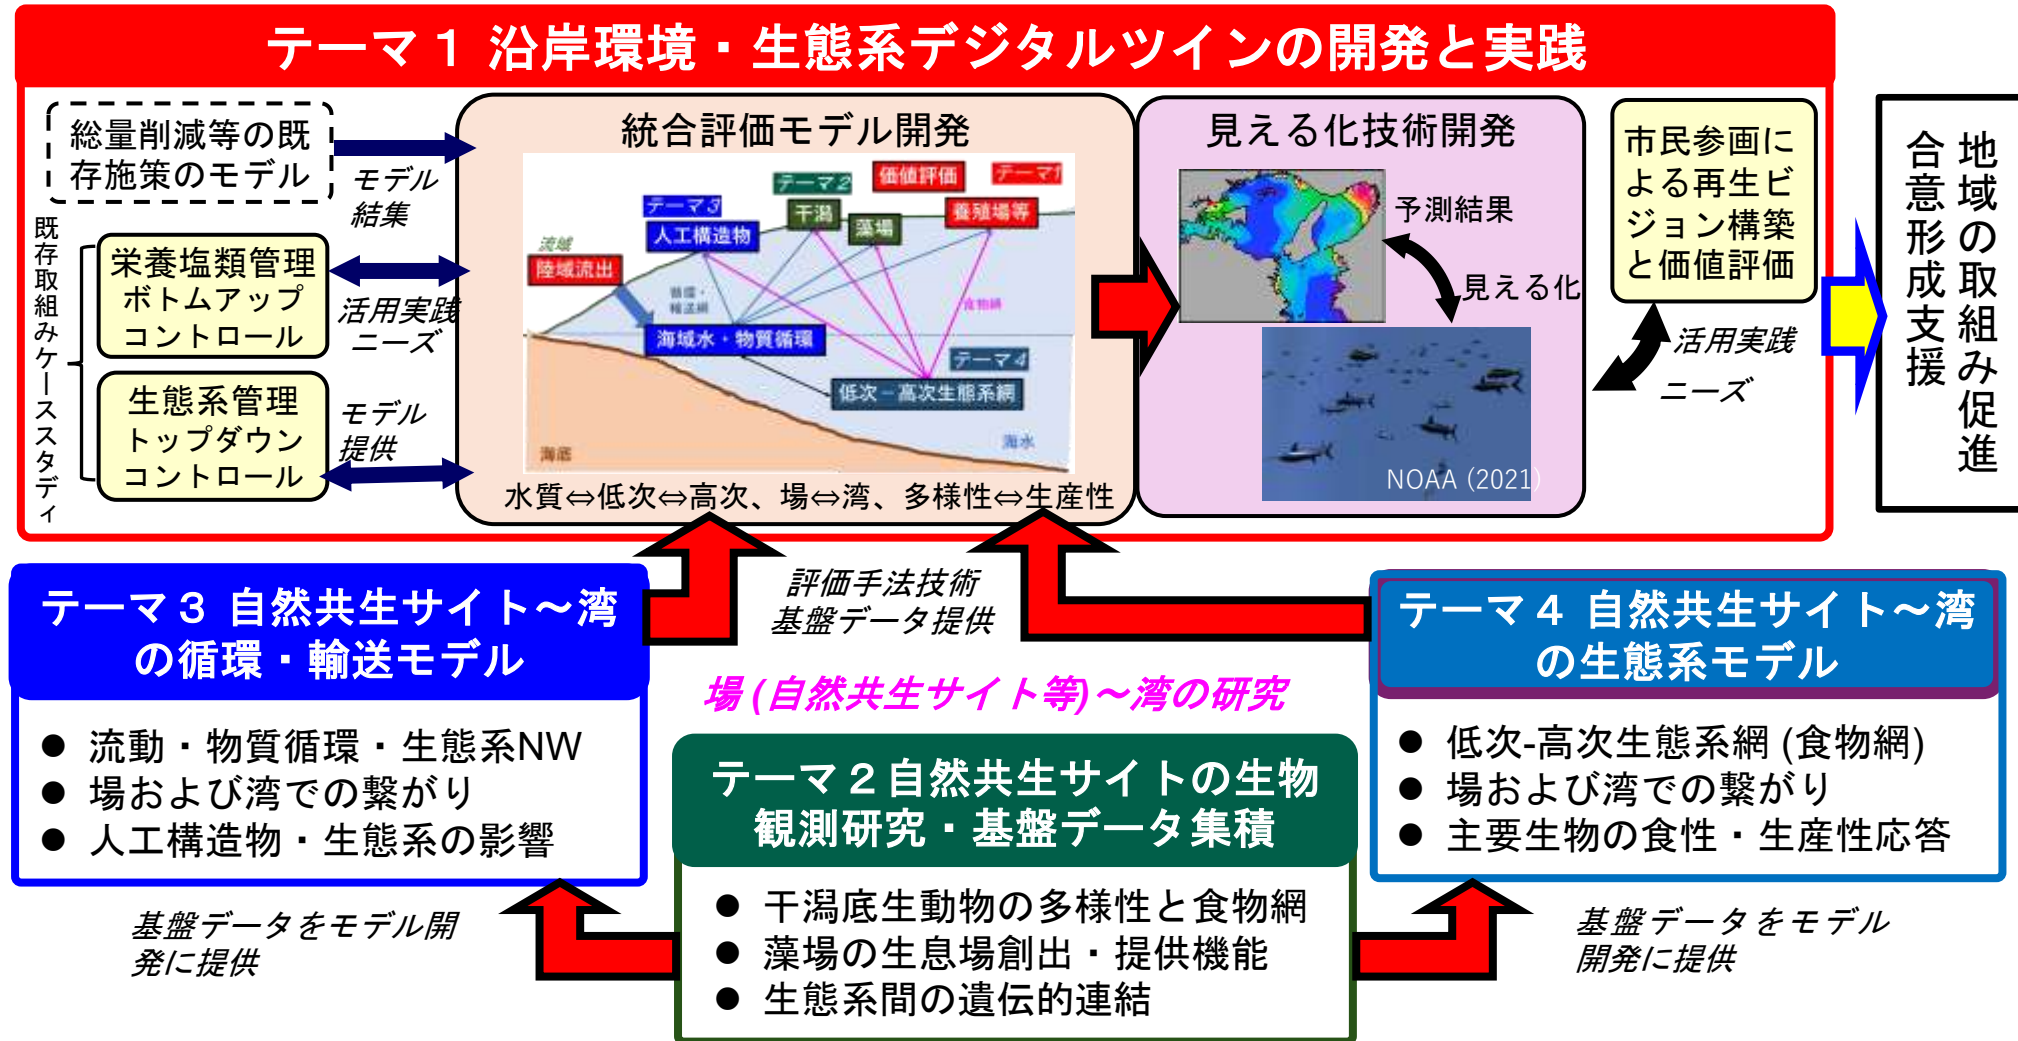 テーマ１ 沿岸環境・生態系デジタルツインの開発と実践
総量削減等の既
存施策のモデル
モデル
結集
既存取組みケーススタディ
栄養塩類管理
ボトムアップ
コントロール
活用実践
ニーズ
生態系管理
トップダウン
コントロール
モデル
提供
統合評価モデル開発
テーマ1
価値評価
テーマ2
テーマ3
干潟
藻場
養殖場等
人工構造物
流域
陸域流出
循環・
輸送網
食物網
海域水・物質循環
テーマ4
低次－高次生態系網
海水
海底
水質⇔低次⇔高次、場⇔湾、多様性⇔生産性
見える化技術開発
予測結果
見える化
NOAA (2021)
市民参画に
よる再生ビ
ジョン構築
と価値評価
活用実践
ニーズ
地域の取組み促進
合意形成支援
テーマ３ 自然共生サイト～湾
の循環・輸送モデル
● 流動・物質循環・生態系NW
● 場および湾での繋がり
● 人工構造物・生態系の影響
評価手法技術
基盤データ提供
場 (自然共生サイト等)～湾の研究
テーマ４ 自然共生サイト～湾
の生態系モデル
● 低次-高次生態系網 (食物網)
● 場および湾での繋がり
● 主要生物の食性・生産性応答
テーマ２自然共生サイトの生物
観測研究・基盤データ集積
● 干潟底生動物の多様性と食物網
● 藻場の生息場創出・提供機能
● 生態系間の遺伝的連結
基盤データをモデル開
発に提供
基盤データをモデル
開発に提供